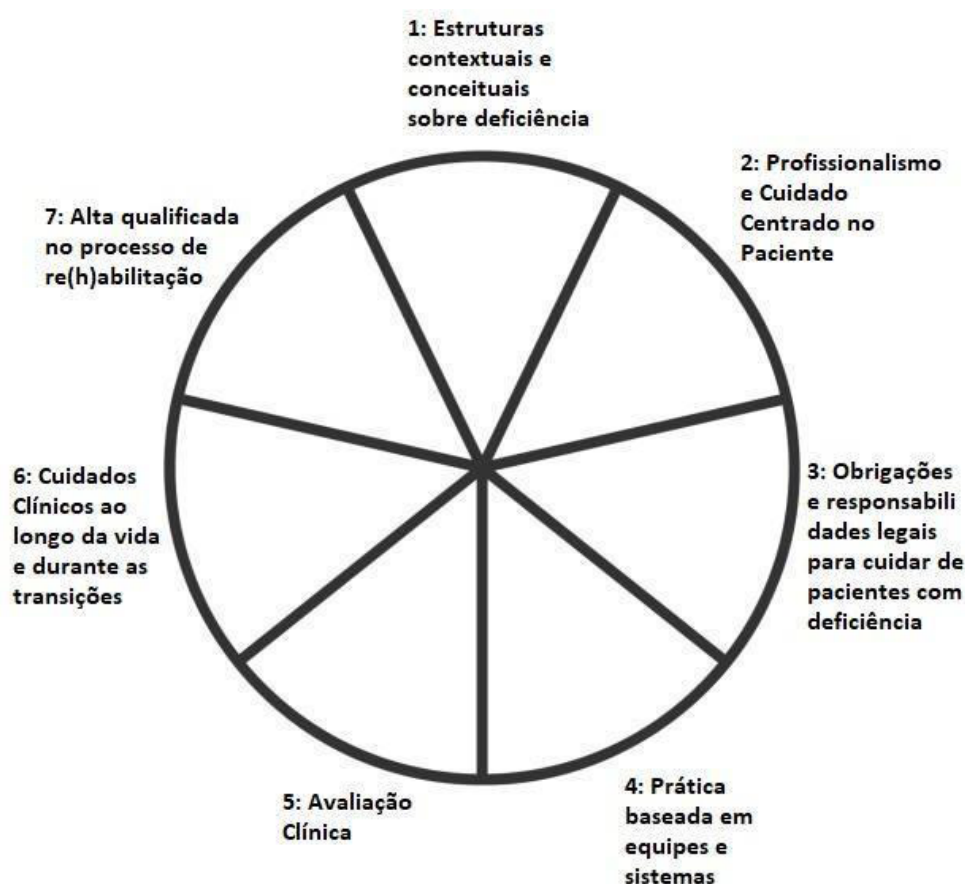 1: Estruturas
contextuais e
conceituais
sobre deficiência
2: Profissionalismo
e Cuidado
Centrado no
Paciente
3: Obrigações
e responsabili
dades legais
para cuidar de
pacientes com
deficiência
4: Prática
baseada em
equipes e
sistemas
5: Avaliação
Clínica
6: Cuidados
Clínicos ao
longo da vida
e durante as
transições
7: Alta qualificada
no processo de
re(h)abilitação